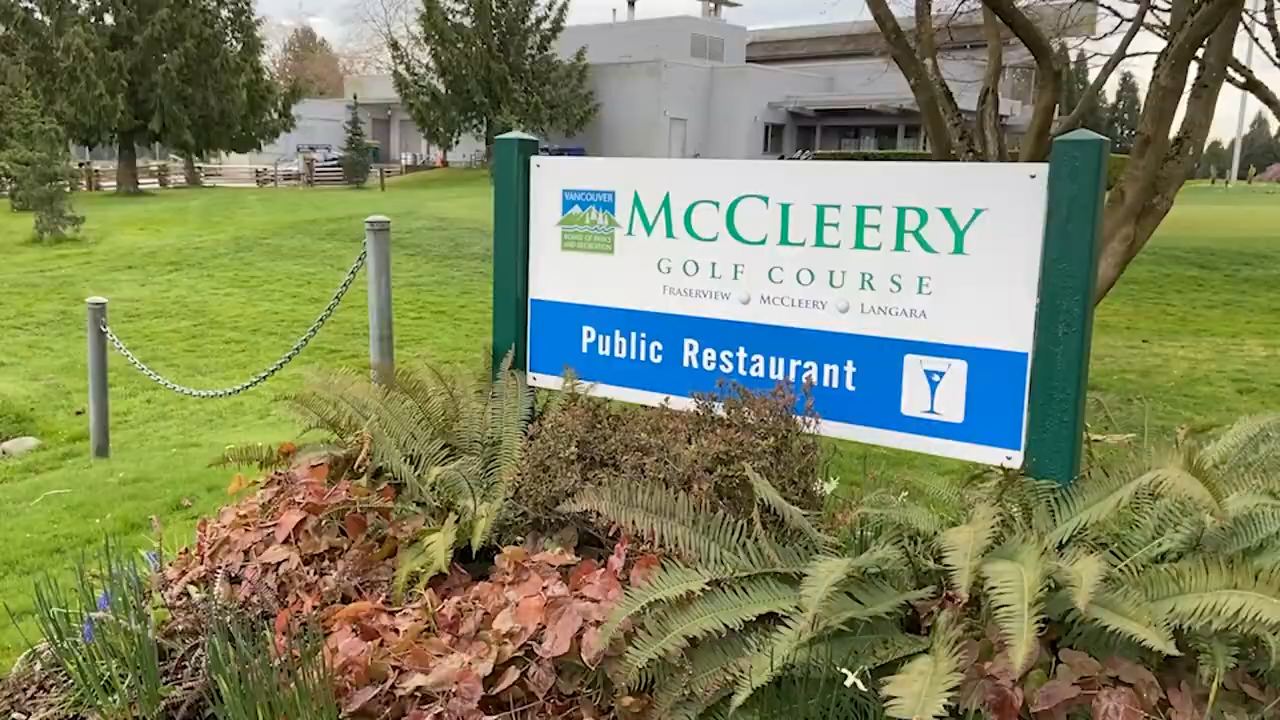 VANCOUVER
BOARD OF PARKS
AND RECREATION
McCLEERY
GOLF COURSE
FRASERVIEW McCLEERY LANGARA
Public Restaurant